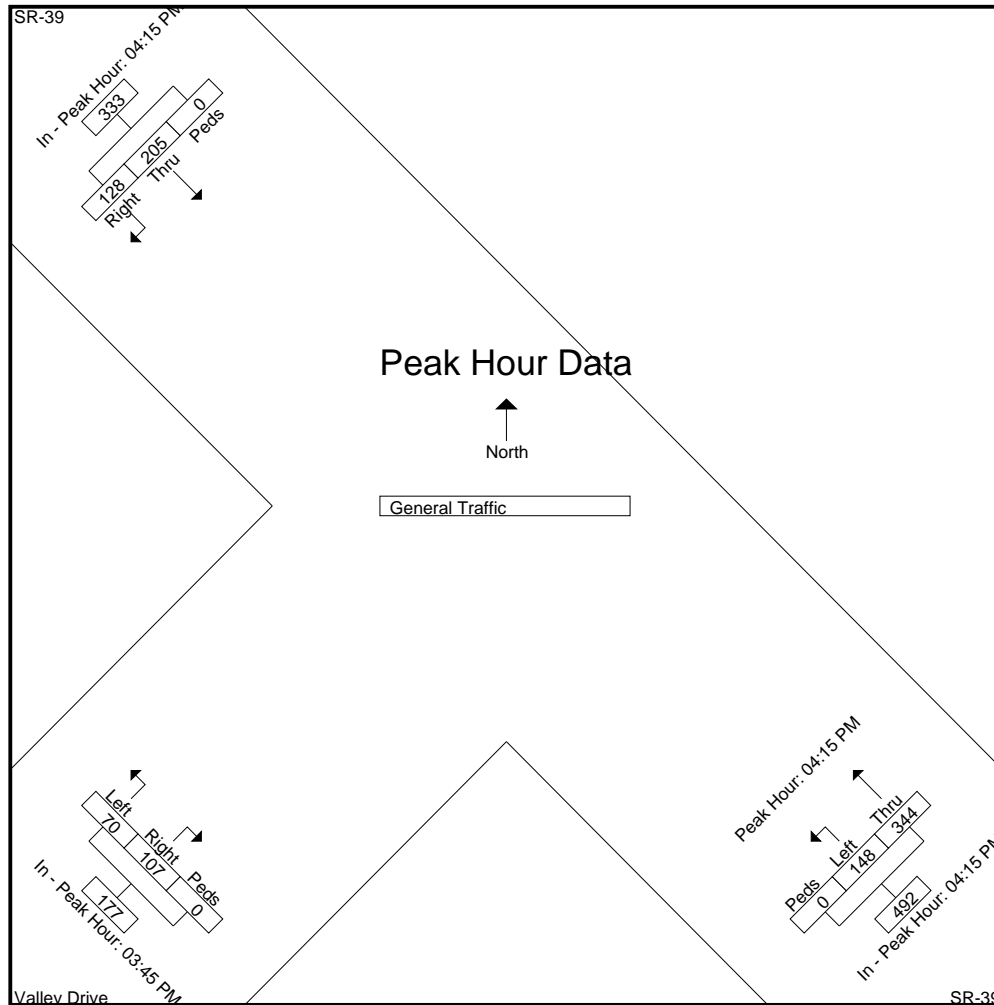 SR-39
In - Peak Hour: 04:15 PM
333
128
205
0
Right
Thru
Peds
Peak Hour Data
North
General Traffic
Left
Right
Peds
70
107
0
177
In - Peak Hour: 03:45 PM
Valley Drive
Peak Hour: 04:15 PM
Peds
Left
Thru
0
148
344
492
In - Peak Hour: 04:15 PM
SR-39